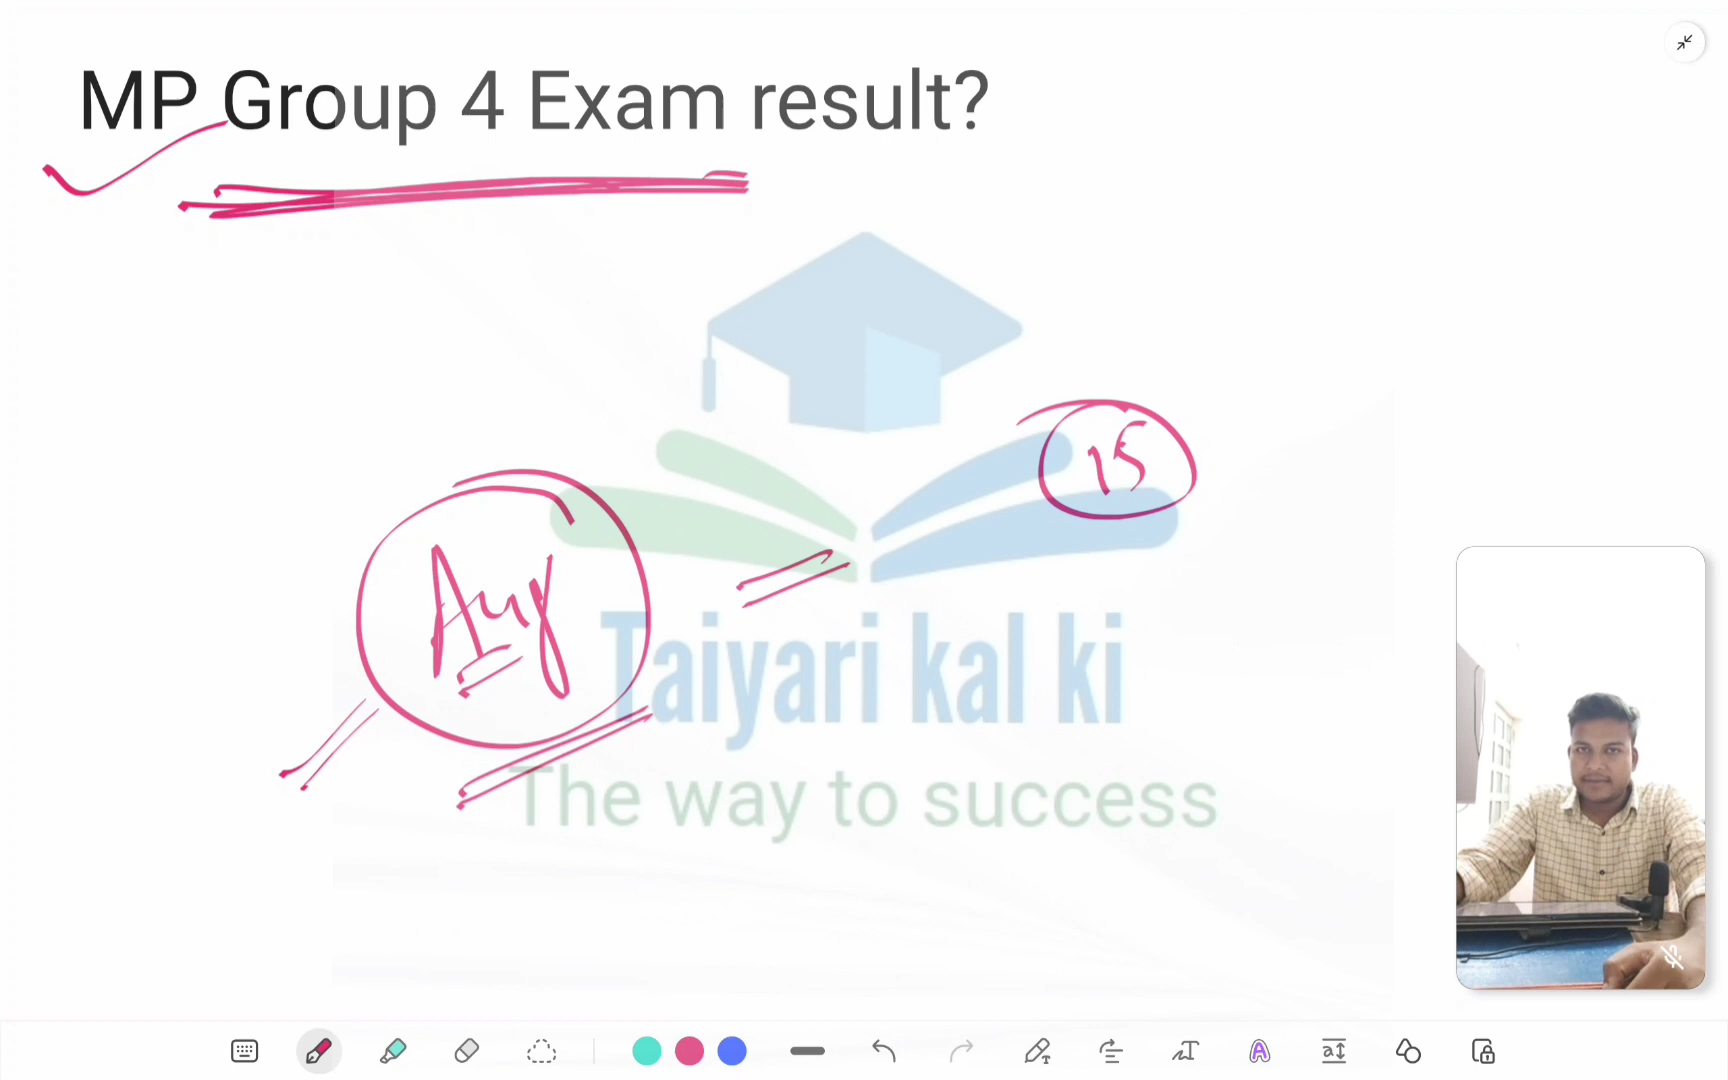 MP Group 4 Exam result?
15
Aug
Taiyari kal ki
The way to success